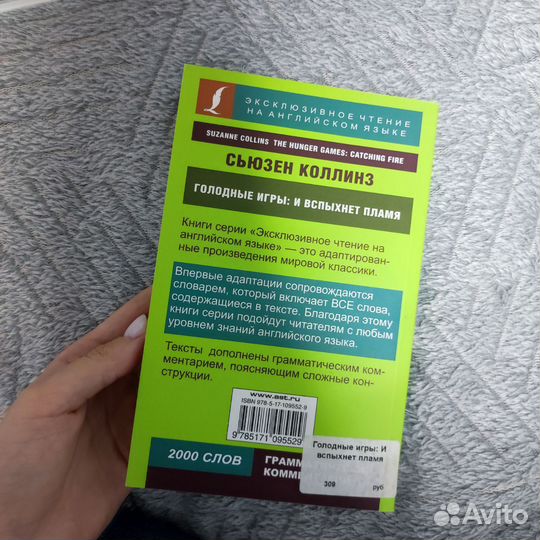 ЭКСКЛЮЗИВНОЕ ЧТЕНИЕ
НА АНГЛИЙСКОМ ЯЗЫКЕ
SUZANNE COLLINS THE HUNGER GAMES: CATCHING FIRE
СЬЮЗЕН КОЛЛИНЗ
ГОЛОДНЫЕ ИГРЫ: И ВСПЫХНЕТ ПЛАМЯ
Книги серии «Эксклюзивное чтение на
английском языке» — это адаптирован-
ные произведения мировой классики.
Впервые адаптации сопровождаются
словарем, который включает ВСЕ слова,
содержащиеся в тексте. Благодаря этому
книги серии подойдут читателям с любым
уровнем знаний английского языка.
Тексты дополнены грамматическим ком-
ментарием, поясняющим сложные кон-
струкции.
www.ast.ru
ISBN 978-5-17-109552-9
9 785171 095529
2000 СЛОВ
ГРАММ
КОММЕ
Голодные игры: И
вспыхнет пламя
309 руб
Avito